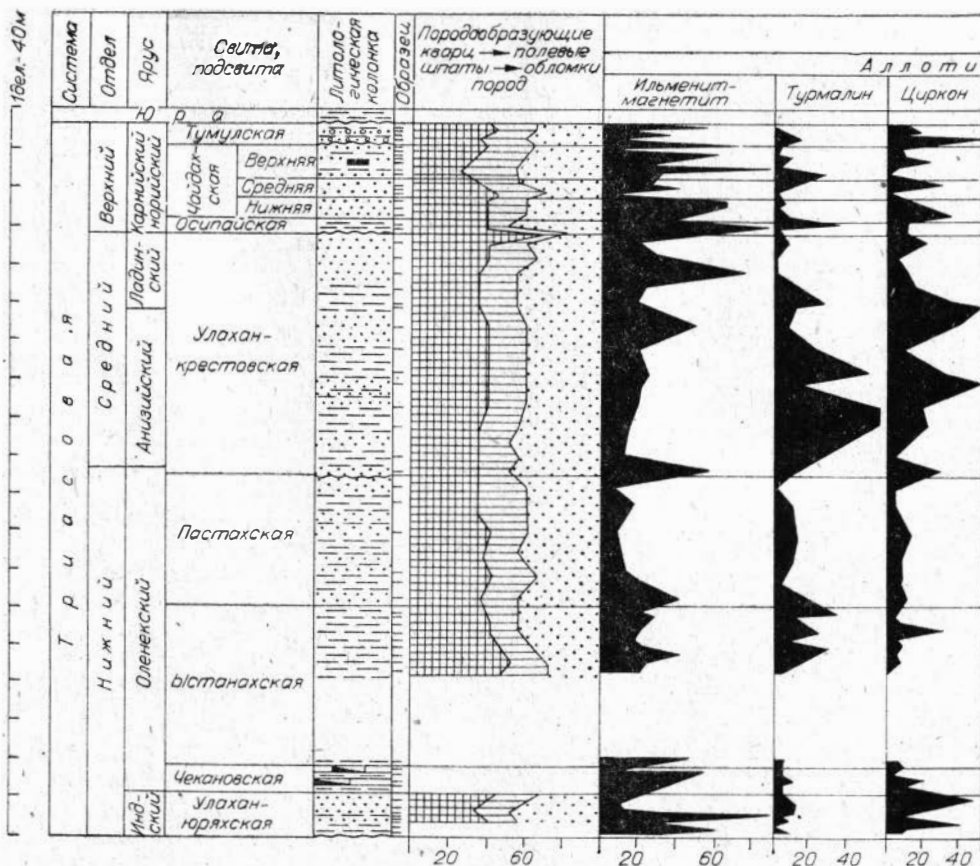 1дел.-40м
Система
Отдел
Ярус
Свита,
подсвита
Литоло-
гическая
колонка
Образец
Породообразующие
кварц → полевые
шпаты → обломки
пород
Аллоти
Ильменит-
магнетит
Турмалин
Циркон
Юра
Триасовая
Верхний
Средний
Нижний
Карнийский
норийский
Ладин-
ский
Анизийский
Оленекский
Инд-
ский
Тумулская
Чайдах-
ская
Верхняя
Средняя
Нижняя
Осипайская
Улахан-
крестовская
Пастахская
Ыстанахская
Чекановская
Улахан-
юряхская
20 60 20 60 20 40 20 40